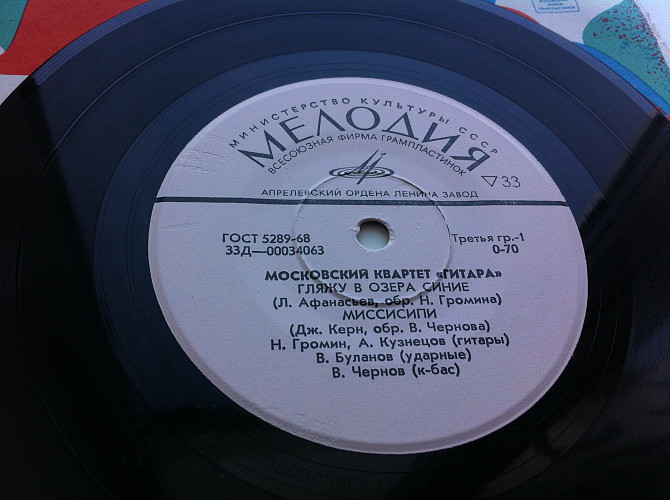 МИНИСТЕРСТВО КУЛЬТУРЫ СССР
МЕЛОДИЯ
ВСЕСОЮЗНАЯ ФИРМА ГРАМПЛАСТИНОК
33
АПРЕЛЕВСКИЙ ОРДЕНА ЛЕНИНА ЗАВОД
ГОСТ 5289-68 Третья гр.-1
33Д—00034063 0-70
МОСКОВСКИЙ КВАРТЕТ «ГИТАРА»
ГЛЯЖУ В ОЗЕРА СИНИЕ
(Л. Афанасьев, обр. Н. Громина)
МИССИСИПИ
(Дж. Керн, обр. В. Чернова)
Н. Громин, А. Кузнецов (гитары)
В. Буланов (ударные)
В. Чернов (к-бас)